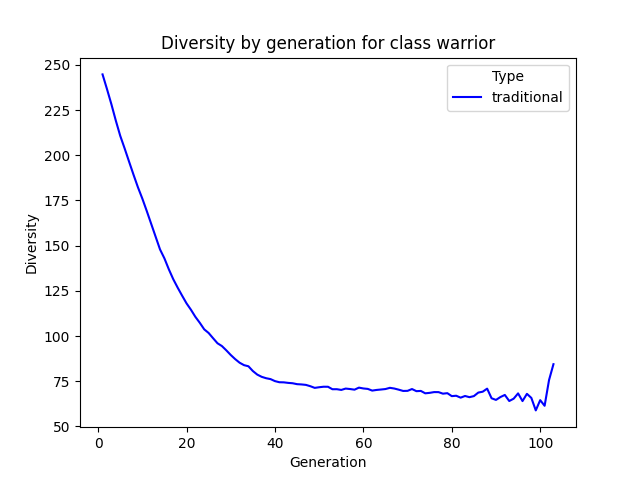 Diversity by generation for class warrior
250
225
200
175
150
125
100
75
50
Diversity
Type
traditional
0 20 40 60 80 100
Generation